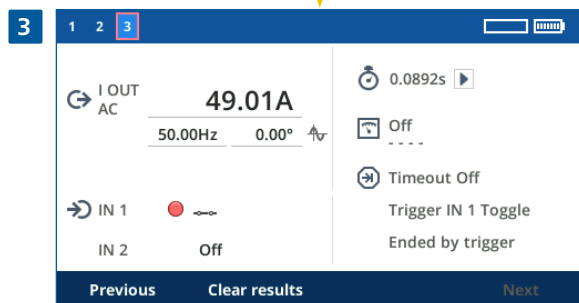 3
1 2 3
I OUT
AC
49.01A
50.00Hz 0.00°
0.0892s
Off
- - - -
Timeout Off
IN 1
Trigger IN 1 Toggle
IN 2 Off
Ended by trigger
Previous Clear results Next